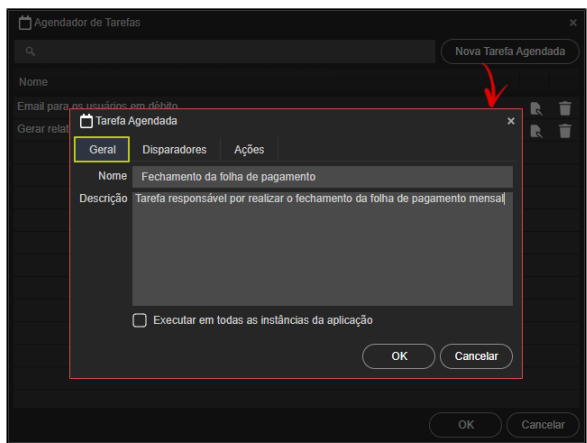 Agendador de Tarefas
Nova Tarefa Agendada
Nome
Email para os usuários em débito
Gerar relat
Tarefa Agendada
Geral Disparadores Ações
Nome Fechamento da folha de pagamento
Descrição Tarefa responsável por realizar o fechamento da folha de pagamento mensal
Executar em todas as instâncias da aplicação
OK Cancelar
OK Cancelar